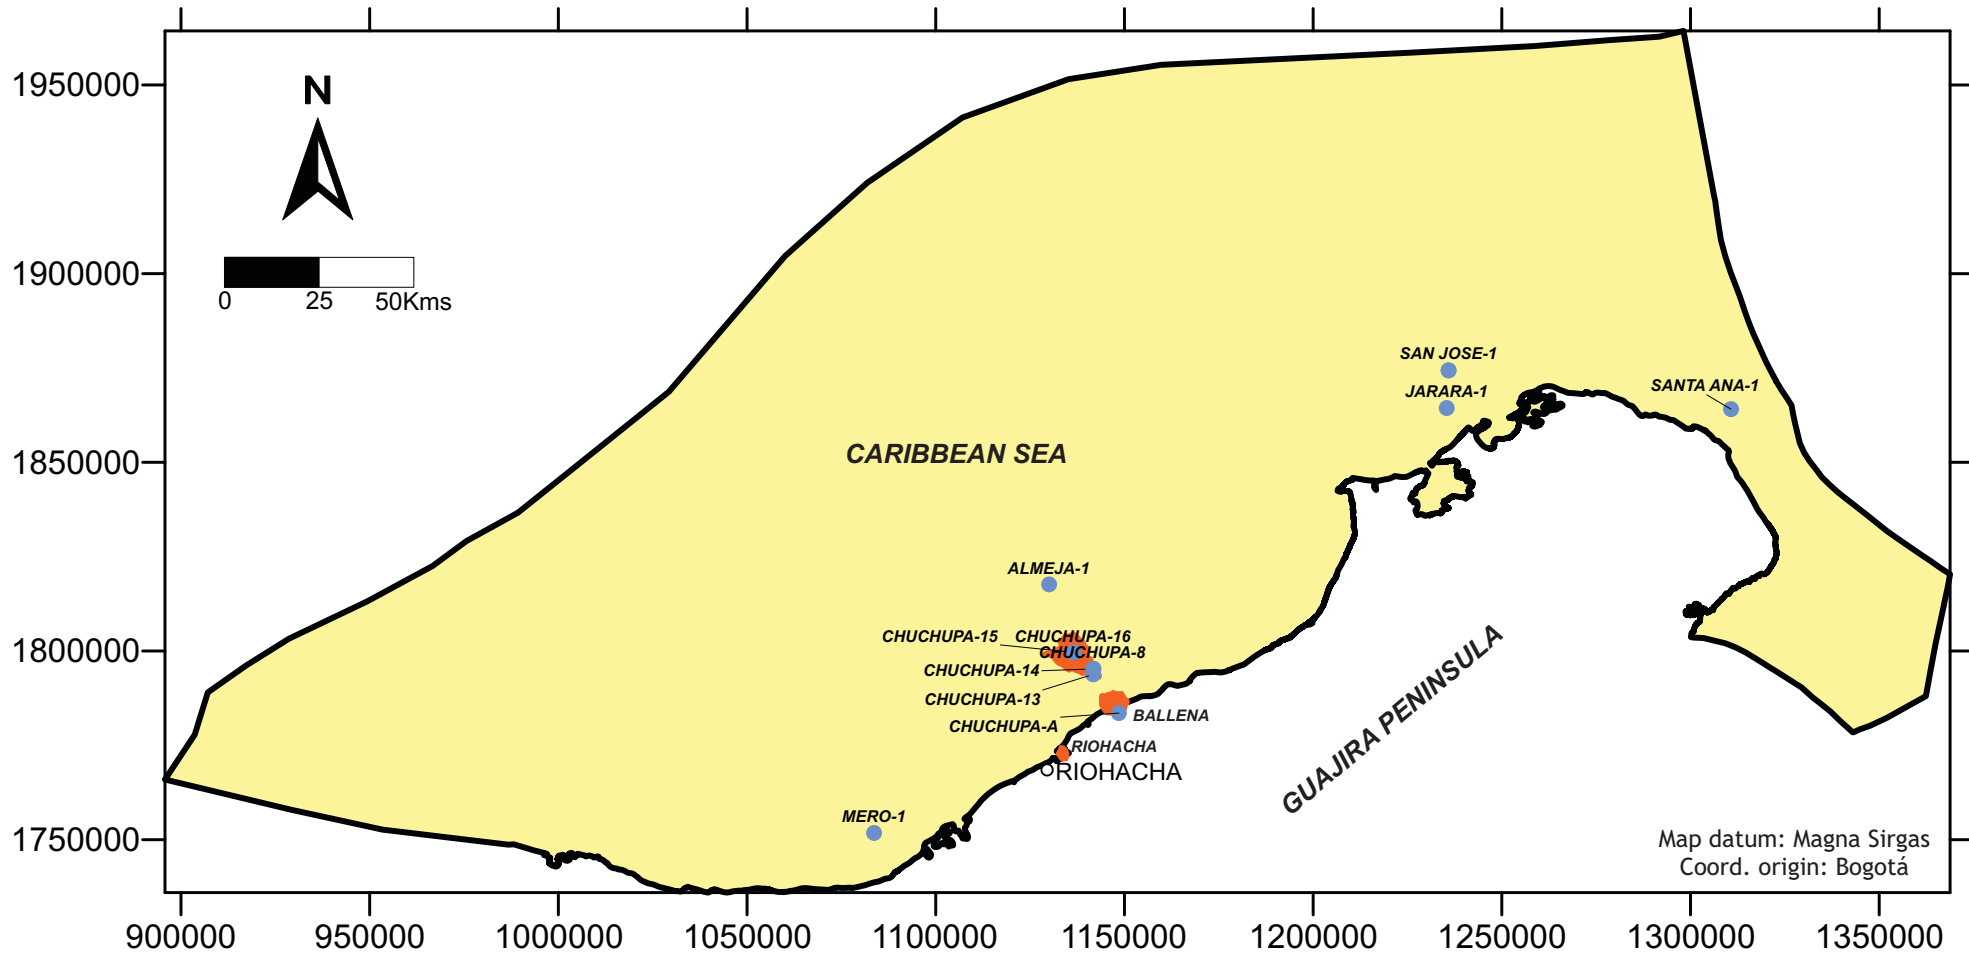 N
0 25 50Kms
1950000
1900000
1850000
1800000
1750000
SAN JOSE-1
JARARA-1
SANTA ANA-1
CARIBBEAN SEA
ALMEJA-1
CHUCHUPA-15 CHUCHUPA-16
CHUCHUPA-8
CHUCHUPA-14
CHUCHUPA-13
CHUCHUPA-A
BALLENA
RIOHACHA
RIOHACHA
GUAJIRA PENINSULA
MERO-1
Map datum: Magna Sirgas
Coord. origin: Bogotá
900000 950000 1000000 1050000 1100000 1150000 1200000 1250000 1300000 1350000